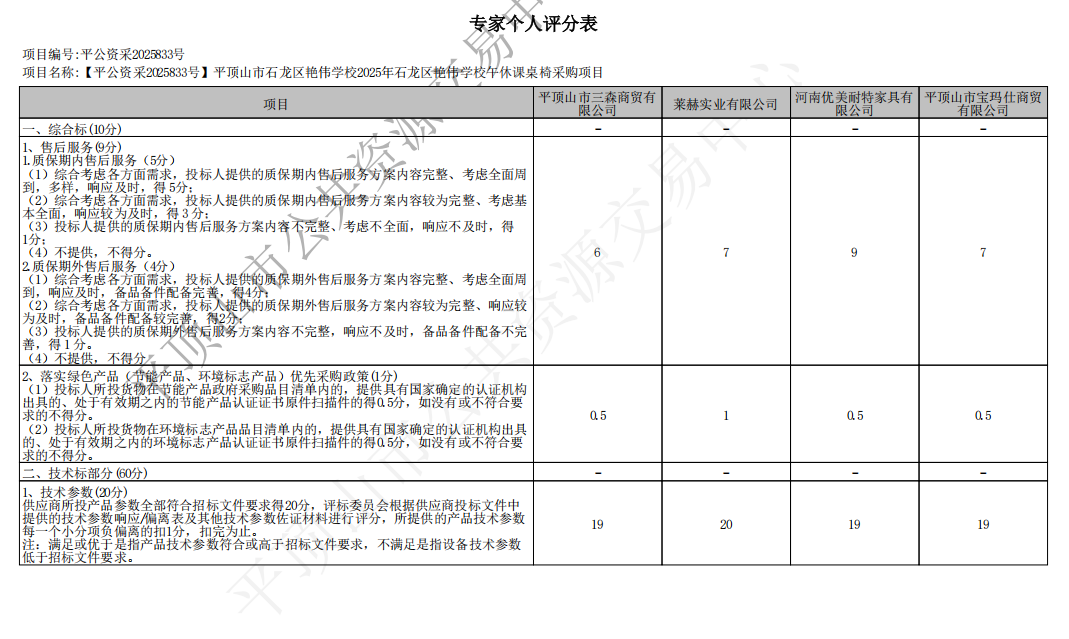 专家个人评分表
项目编号:平公资采2025833号
项目名称:【平公资采2025833号】平顶山市石龙区艳伟学校2025年石龙区艳伟学校午休课桌椅采购项目
项目
平顶山市三森商贸有
限公司
莱赫实业有限公司
河南优美耐特家具有
限公司
平顶山市宝玛仕商贸
有限公司
一、综合标(10分)
- - - -
1、售后服务(9分)
1.质保期内售后服务（5分）
（1）综合考虑各方面需求，投标人提供的质保期内售后服务方案内容完整、考虑全面周
到，多样，响应及时，得5分；
（2）综合考虑各方面需求，投标人提供的质保期内售后服务方案内容较为完整、考虑基
本全面，响应较为及时，得 3 分；
（3）投标人提供的质保期内售后服务方案内容不完整、考虑不全面，响应不及时，得
1分；
（4）不提供，不得分。
2.质保期外售后服务（4分）
（1）综合考虑各方面需求，投标人提供的质保期外售后服务方案内容完整、考虑全面周
到，响应及时，备品备件配备完善，得4分；
（2）综合考虑各方面需求，投标人提供的质保期外售后服务方案内容较为完整、响应较
为及时，备品备件配备较完善，得2分；
（3）投标人提供的质保期外售后服务方案内容不完整，响应不及时，备品备件配备不完
善，得 1 分。
（4）不提供，不得分。
6 7 9 7
2、落实绿色产品（节能产品、环境标志产品）优先采购政策(1分)
（1）投标人所投货物在节能产品政府采购品目清单内的，提供具有国家确定的认证机构
出具的、处于有效期之内的节能产品认证证书原件扫描件的得0.5分，如没有或不符合要
求的不得分。
（2）投标人所投货物在环境标志产品品目清单内的，提供具有国家确定的认证机构出具
的、处于有效期之内的环境标志产品认证证书原件扫描件的得0.5分，如没有或不符合要
求的不得分。
0.5 1 0.5 0.5
二、技术标部分(60分)
- - - -
1、技术参数(20分)
供应商所投产品参数全部符合招标文件要求得20分，评标委员会根据供应商投标文件中
提供的技术参数响应/偏离表及其他技术参数佐证材料进行评分，所提供的产品技术参数
每一个小分项负偏离的扣1分，扣完为止。
注：满足或优于是指产品技术参数符合或高于招标文件要求，不满足是指设备技术参数
低于招标文件要求。
19 20 19 19
平顶山市公共资源交易中
平顶山市公共资源交易中心